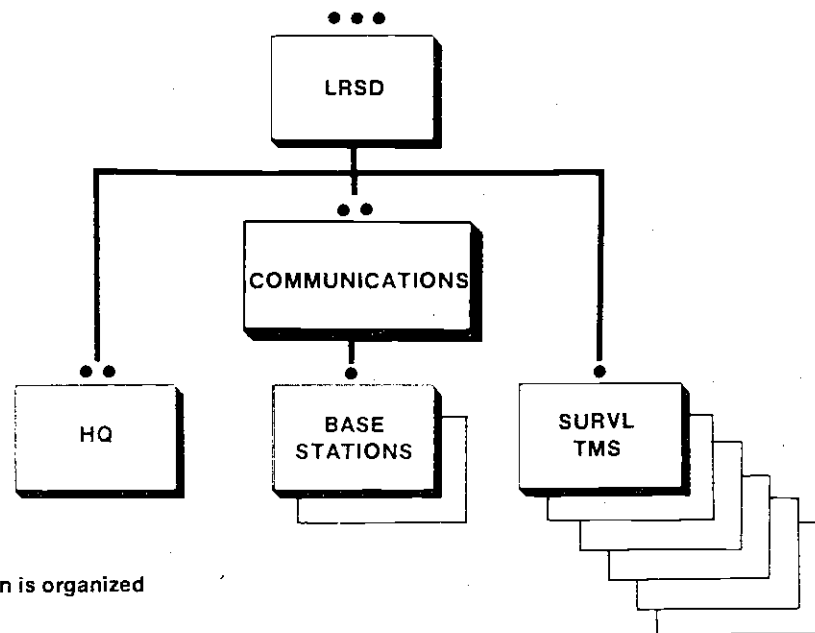 LRSD
COMMUNICATIONS
HQ
BASE
STATIONS
SURVL
TMS
n is organized